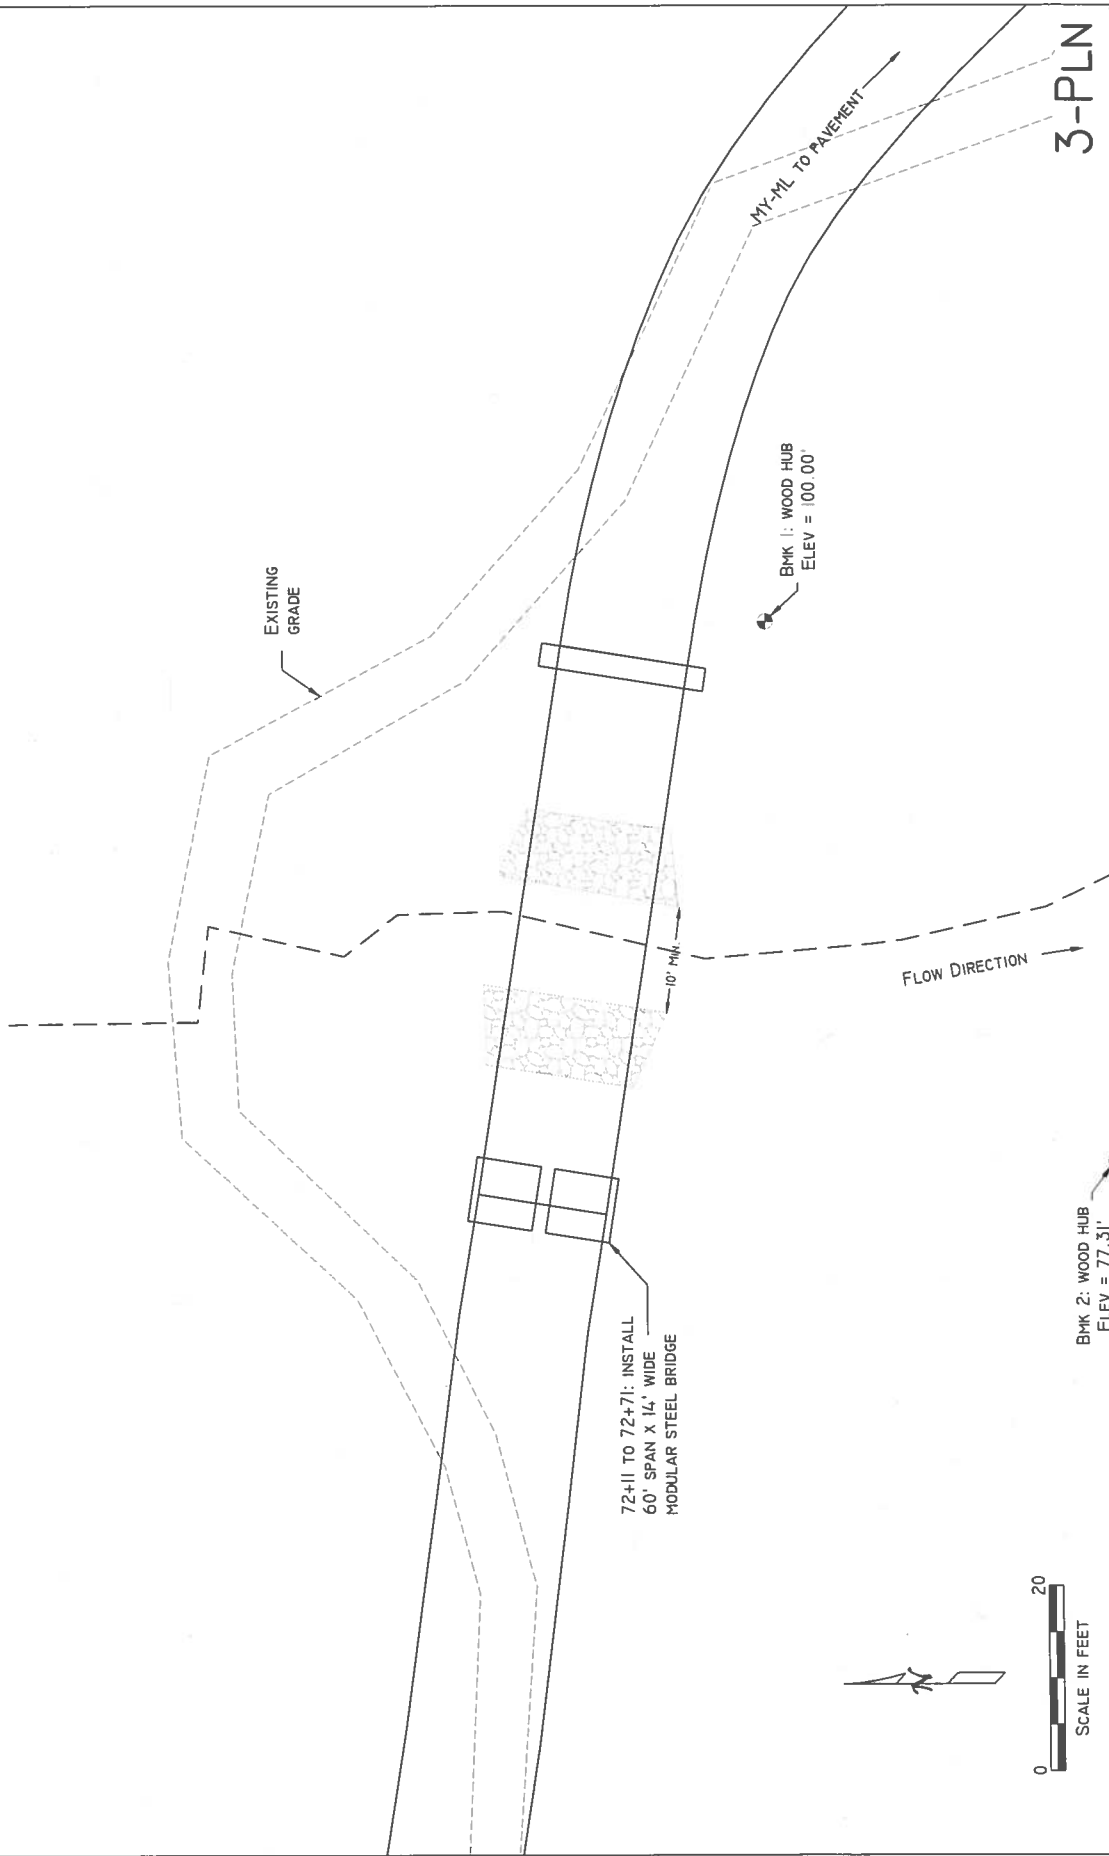 3-PLN
MY-ML TO PAVEMENT
EXISTING
GRADE
BMK 1: WOOD HUB
ELEV = 100.00'
10' MIN.
FLOW DIRECTION
72+11 TO 72+71: INSTALL
60' SPAN X 14' WIDE
MODULAR STEEL BRIDGE
BMK 2: WOOD HUB
ELEV = 77.31'
N
0 20
SCALE IN FEET